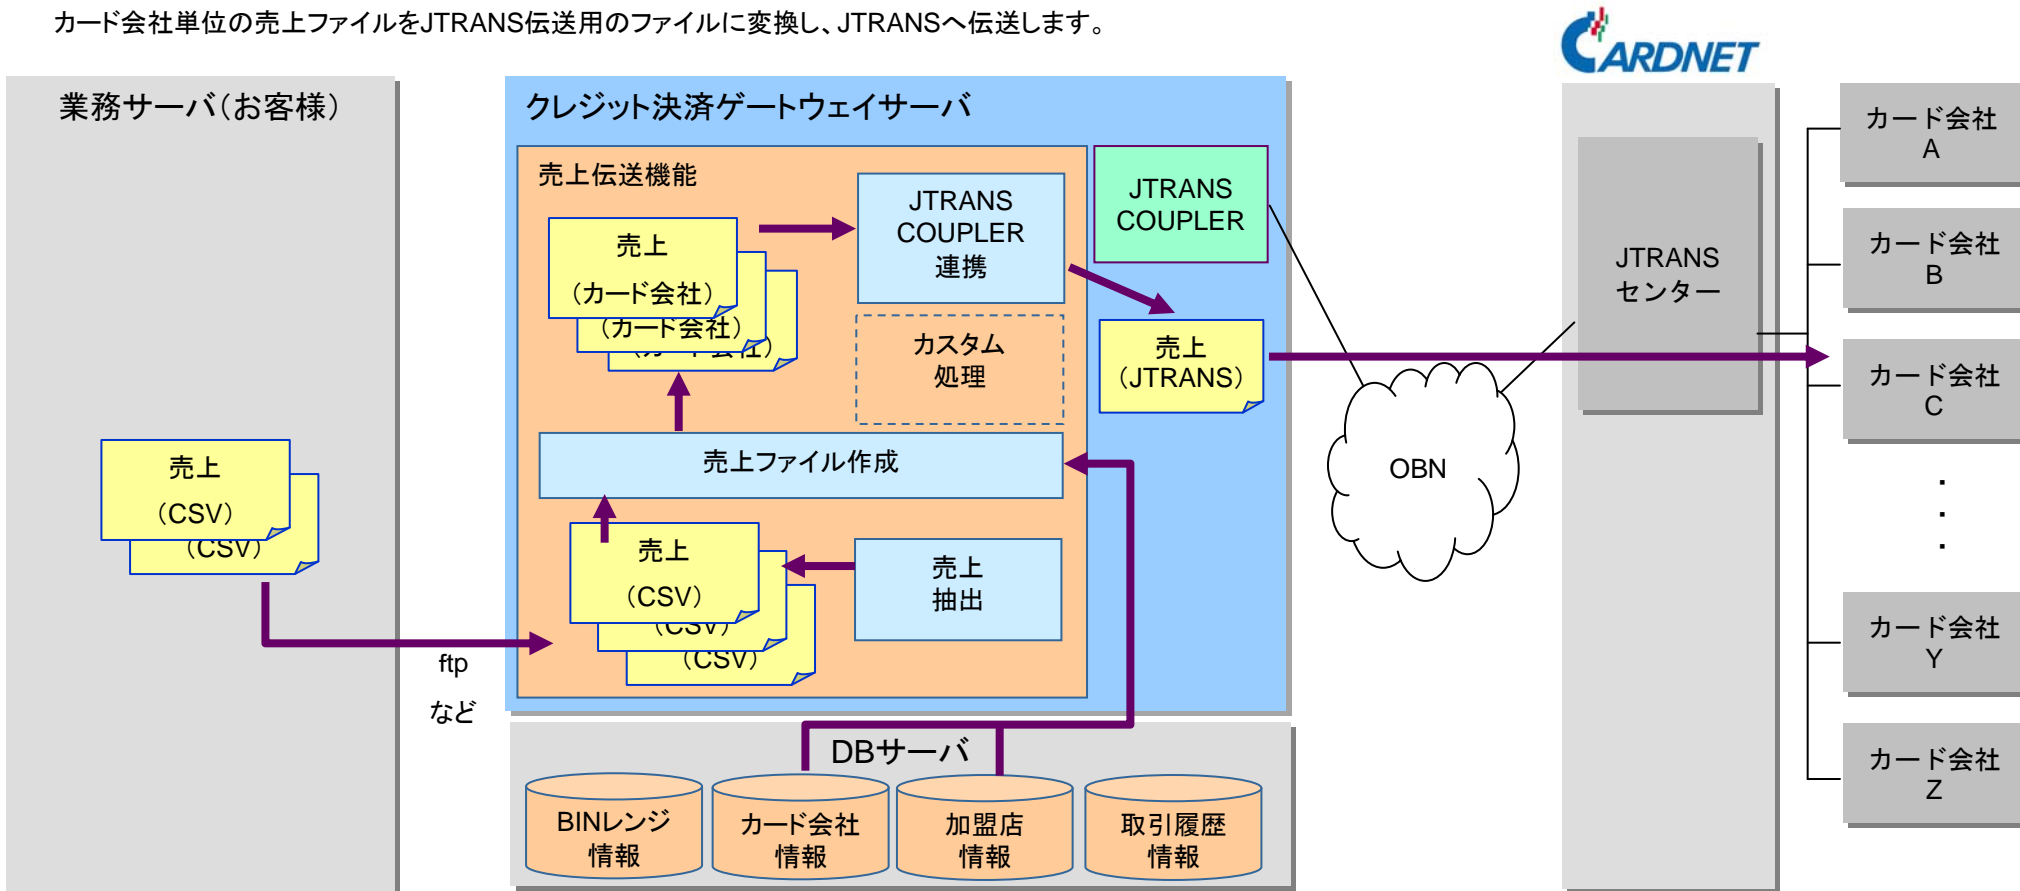 カード会社単位の売上ファイルをJTRANS伝送用のファイルに変換し、JTRANSへ伝送します。
CARDNET
業務サーバ（お客様）
売上
（CSV）
（CSV）
ftp
など
クレジット決済ゲートウェイサーバ
売上伝送機能
売上
（カード会社）
（カード会社）
（カード会社）
JTRANS
COUPLER
連携
カスタム
処理
JTRANS
COUPLER
売上
（JTRANS）
売上ファイル作成
売上
（CSV）
（CSV）
（CSV）
売上
抽出
DBサーバ
BINレンジ
情報
カード会社
情報
加盟店
情報
取引履歴
情報
OBN
JTRANS
センター
カード会社
A
カード会社
B
カード会社
C
・
・
・
カード会社
Y
カード会社
Z